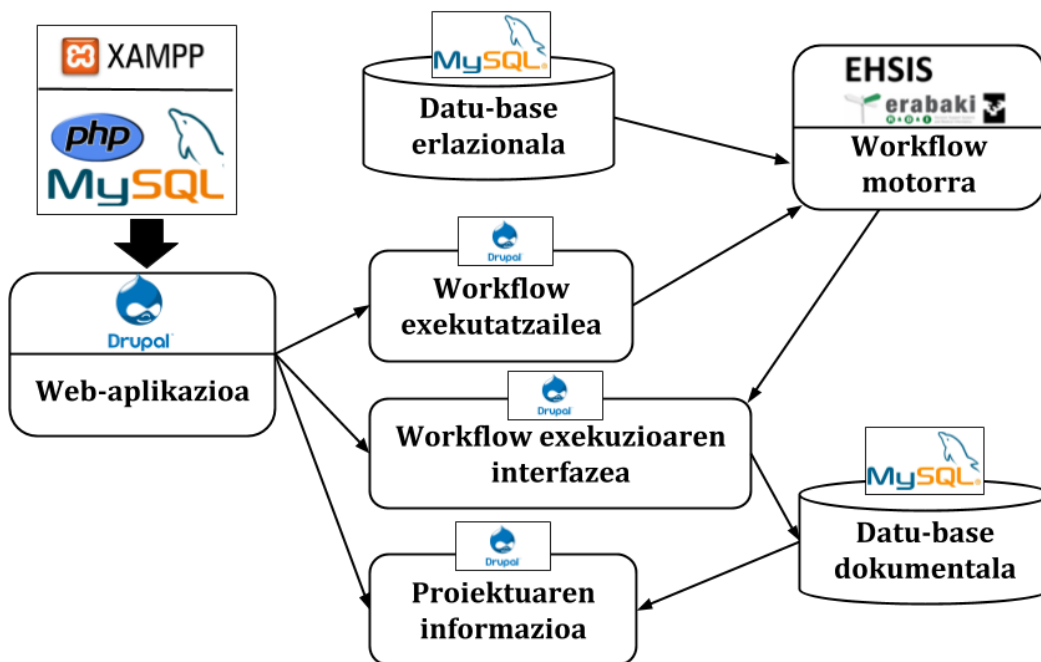 XAMPP
php
MySQL
Drupal
Web-aplikazioa
MySQL
Datu-base
erlazionala
EHSIS
erabaki
Workflow
motorra
Drupal
Workflow
exekutatzailea
Drupal
Workflow exekuzioaren
interfazea
MySQL
Datu-base
dokumentala
Drupal
Proiektuaren
informazioa